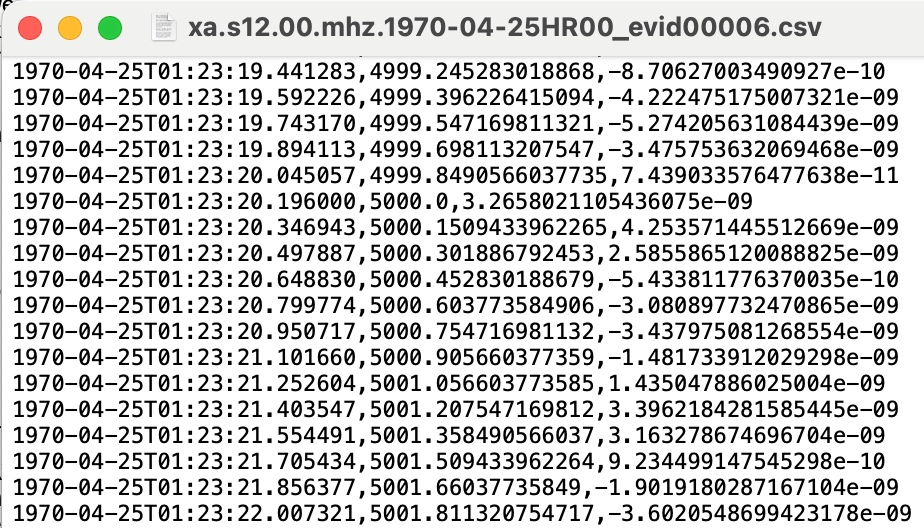 xa.s12.00.mhz.1970-04-25HR00_evid00006.csv
1970-04-25T01:23:19.441283,4999.245283018868,-8.70627003490927e-10
1970-04-25T01:23:19.592226,4999.396226415094,-4.222475175007321e-09
1970-04-25T01:23:19.743170,4999.547169811321,-5.274205631084439e-09
1970-04-25T01:23:19.894113,4999.698113207547,-3.475753632069468e-09
1970-04-25T01:23:20.045057,4999.8490566037735,7.439033576477638e-11
1970-04-25T01:23:20.196000,5000.0,3.2658021105436075e-09
1970-04-25T01:23:20.346943,5000.1509433962265,4.253571445512669e-09
1970-04-25T01:23:20.497887,5000.301886792453,2.5855865120088825e-09
1970-04-25T01:23:20.648830,5000.452830188679,-5.433811776370035e-10
1970-04-25T01:23:20.799774,5000.603773584906,-3.080897732470865e-09
1970-04-25T01:23:20.950717,5000.754716981132,-3.437975081268554e-09
1970-04-25T01:23:21.101660,5000.905660377359,-1.481733912029298e-09
1970-04-25T01:23:21.252604,5001.056603773585,1.435047886025004e-09
1970-04-25T01:23:21.403547,5001.207547169812,3.3962184281585445e-09
1970-04-25T01:23:21.554491,5001.358490566037,3.163278674696704e-09
1970-04-25T01:23:21.705434,5001.509433962264,9.234499147545298e-10
1970-04-25T01:23:21.856377,5001.66037735849,-1.9019180287167104e-09
1970-04-25T01:23:22.007321,5001.811320754717,-3.6020548699423178e-09